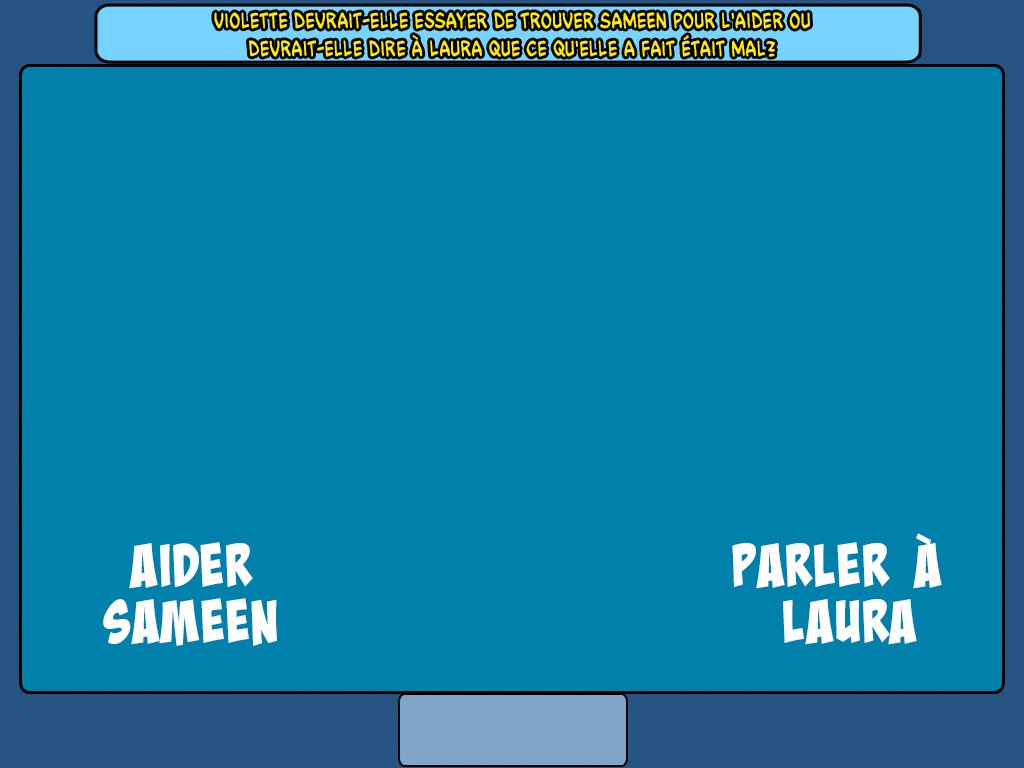 VIOLETTE DEVRAIT-ELLE ESSAYER DE TROUVER SAMEEN POUR L'AIDER OU
DEVRAIT-ELLE DIRE À LAURA QUE CE QU'ELLE A FAIT ÉTAIT MAL?
AIDER
SAMEEN
PARLER À
LAURA